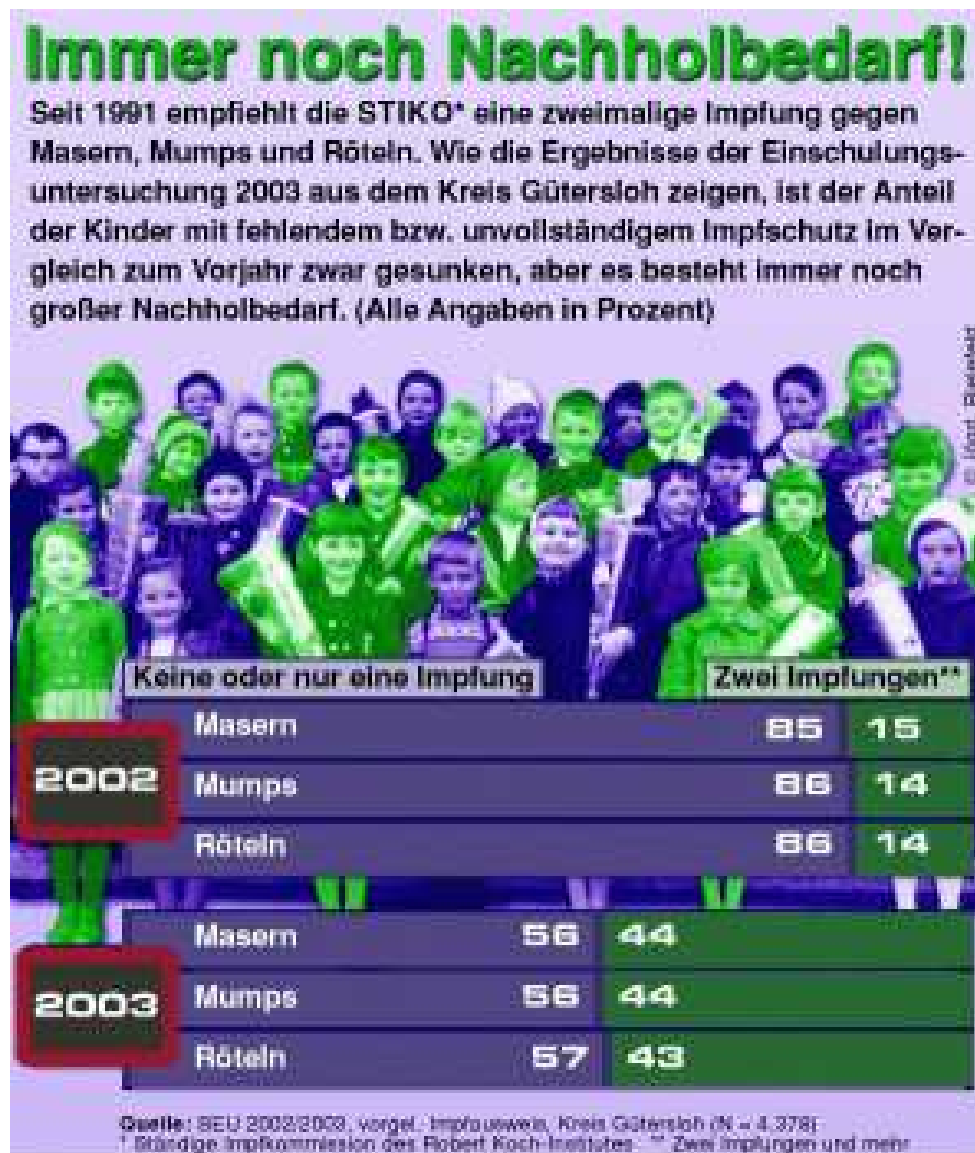 Immer noch Nachholbedarf!
Seit 1991 empfiehlt die STIKO* eine zweimalige Impfung gegen
Masern, Mumps und Röteln. Wie die Ergebnisse der Einschulungs-
untersuchung 2003 aus dem Kreis Gütersloh zeigen, ist der Anteil
der Kinder mit fehlendem bzw. unvollständigem Impfschutz im Ver-
gleich zum Vorjahr zwar gesunken, aber es besteht immer noch
großer Nachholbedarf. (Alle Angaben in Prozent)
Keine oder nur eine Impfung Zwei Impfungen**
2002
Masern 85 15
Mumps 86 14
Röteln 86 14
2003
Masern 56 44
Mumps 56 44
Röteln 57 43
Quelle: SEU 2002/2003, vorgel. Impfausweis, Kreis Gütersloh (N = 4.378)
* Ständige Impfkommission des Robert Koch-Institutes ** Zwei Impfungen und mehr